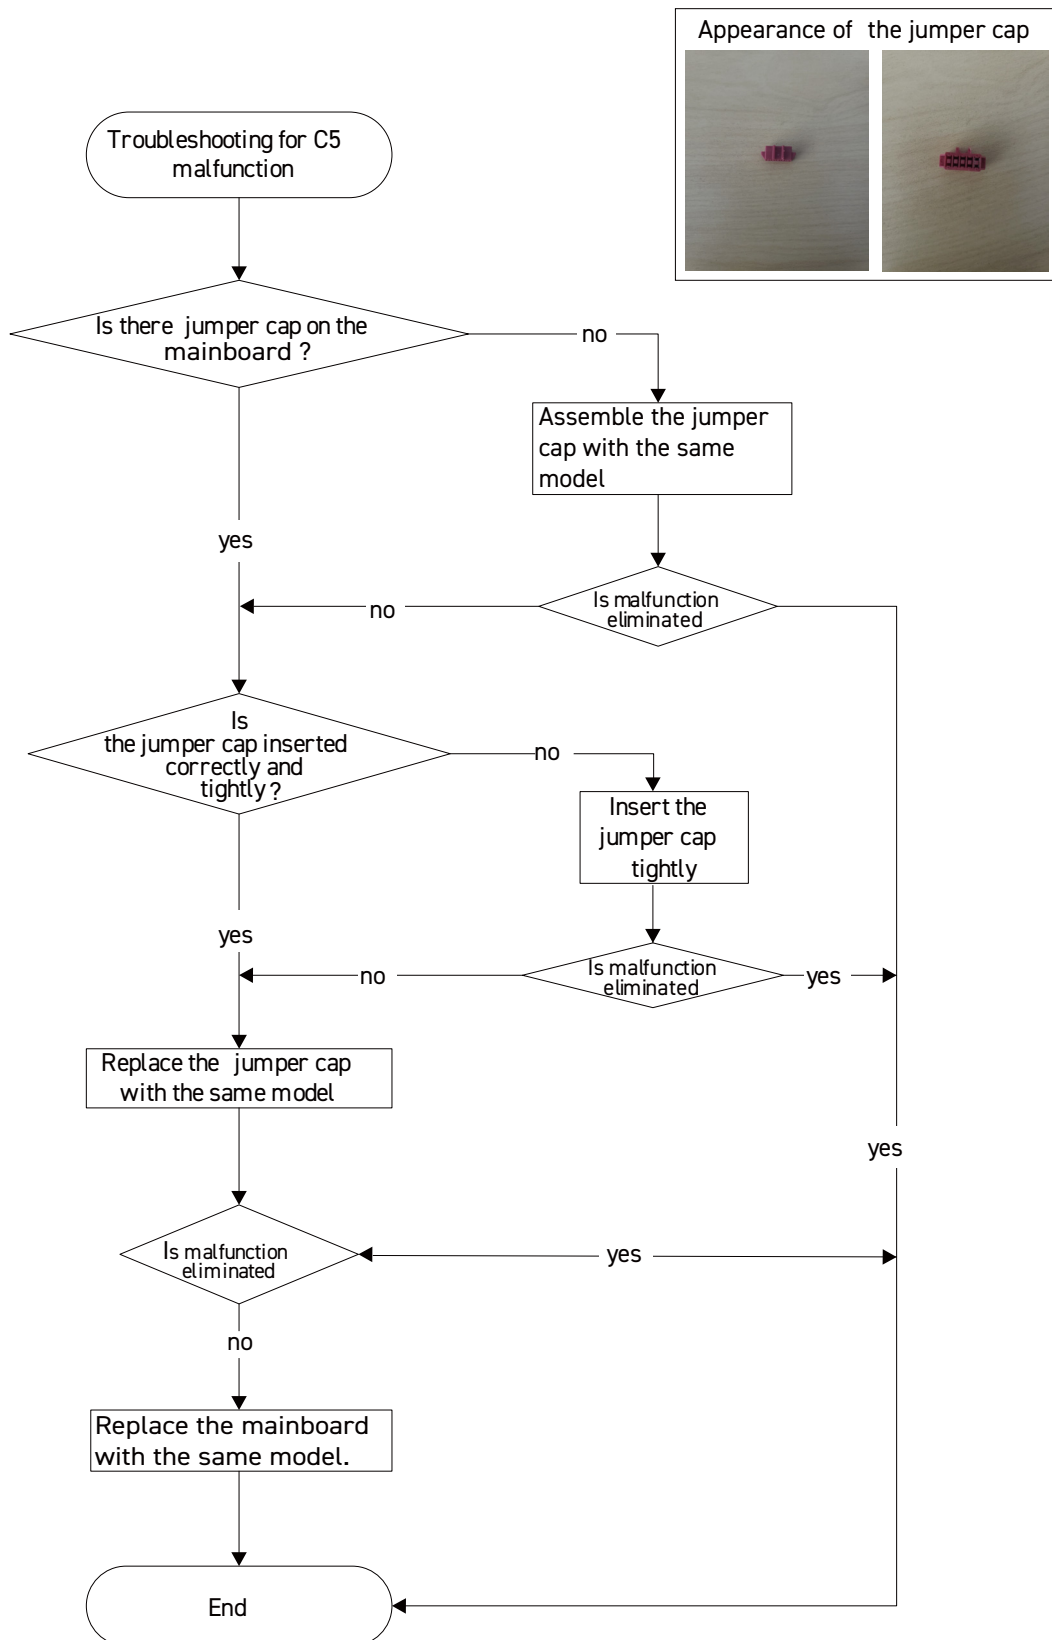 Appearance of the jumper cap
Troubleshooting for C5
malfunction
Is there jumper cap on the
mainboard ?
no
Assemble the jumper
cap with the same
model
yes
Is malfunction
eliminated
no
Is
the jumper cap inserted
correctly and
tightly ?
no
Insert the
jumper cap
tightly
yes
Is malfunction
eliminated
no
yes
Replace the jumper cap
with the same model
yes
Is malfunction
eliminated
yes
no
Replace the mainboard
with the same model.
End